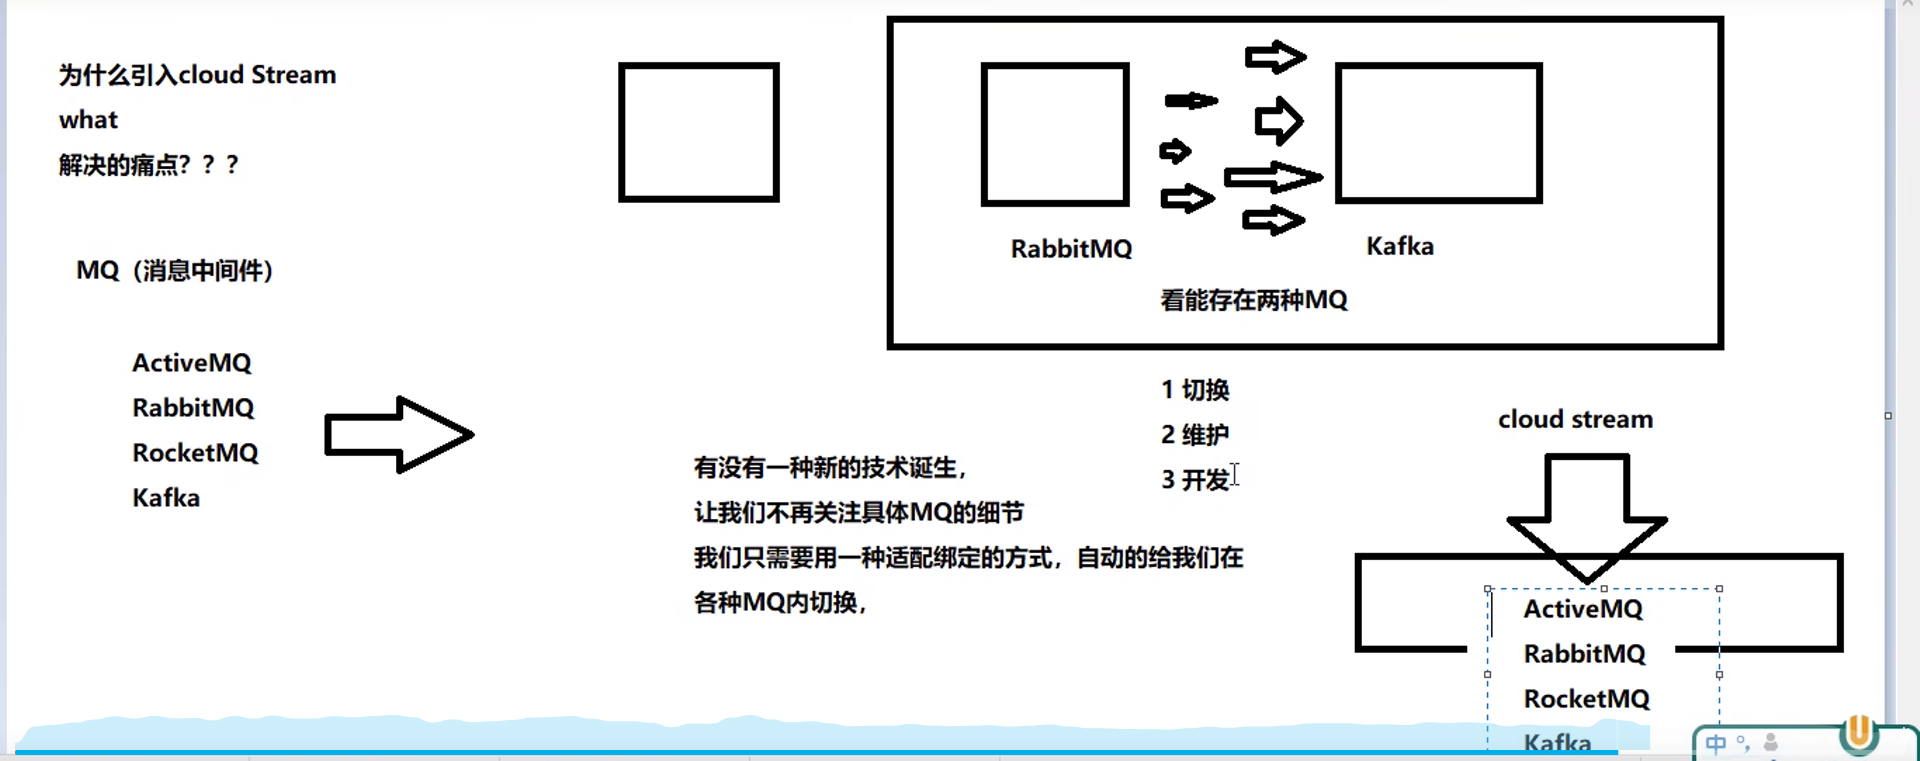 为什么引入cloud Stream
what
解决的痛点？？？
MQ（消息中间件）
ActiveMQ
RabbitMQ
RocketMQ
Kafka
RabbitMQ
Kafka
看能存在两种MQ
1 切换
2 维护
3 开发
有没有一种新的技术诞生，
让我们不再关注具体MQ的细节
我们只需要用一种适配绑定的方式，自动的给我们在
各种MQ内切换，
cloud stream
ActiveMQ
RabbitMQ
RocketMQ
Kafka
中